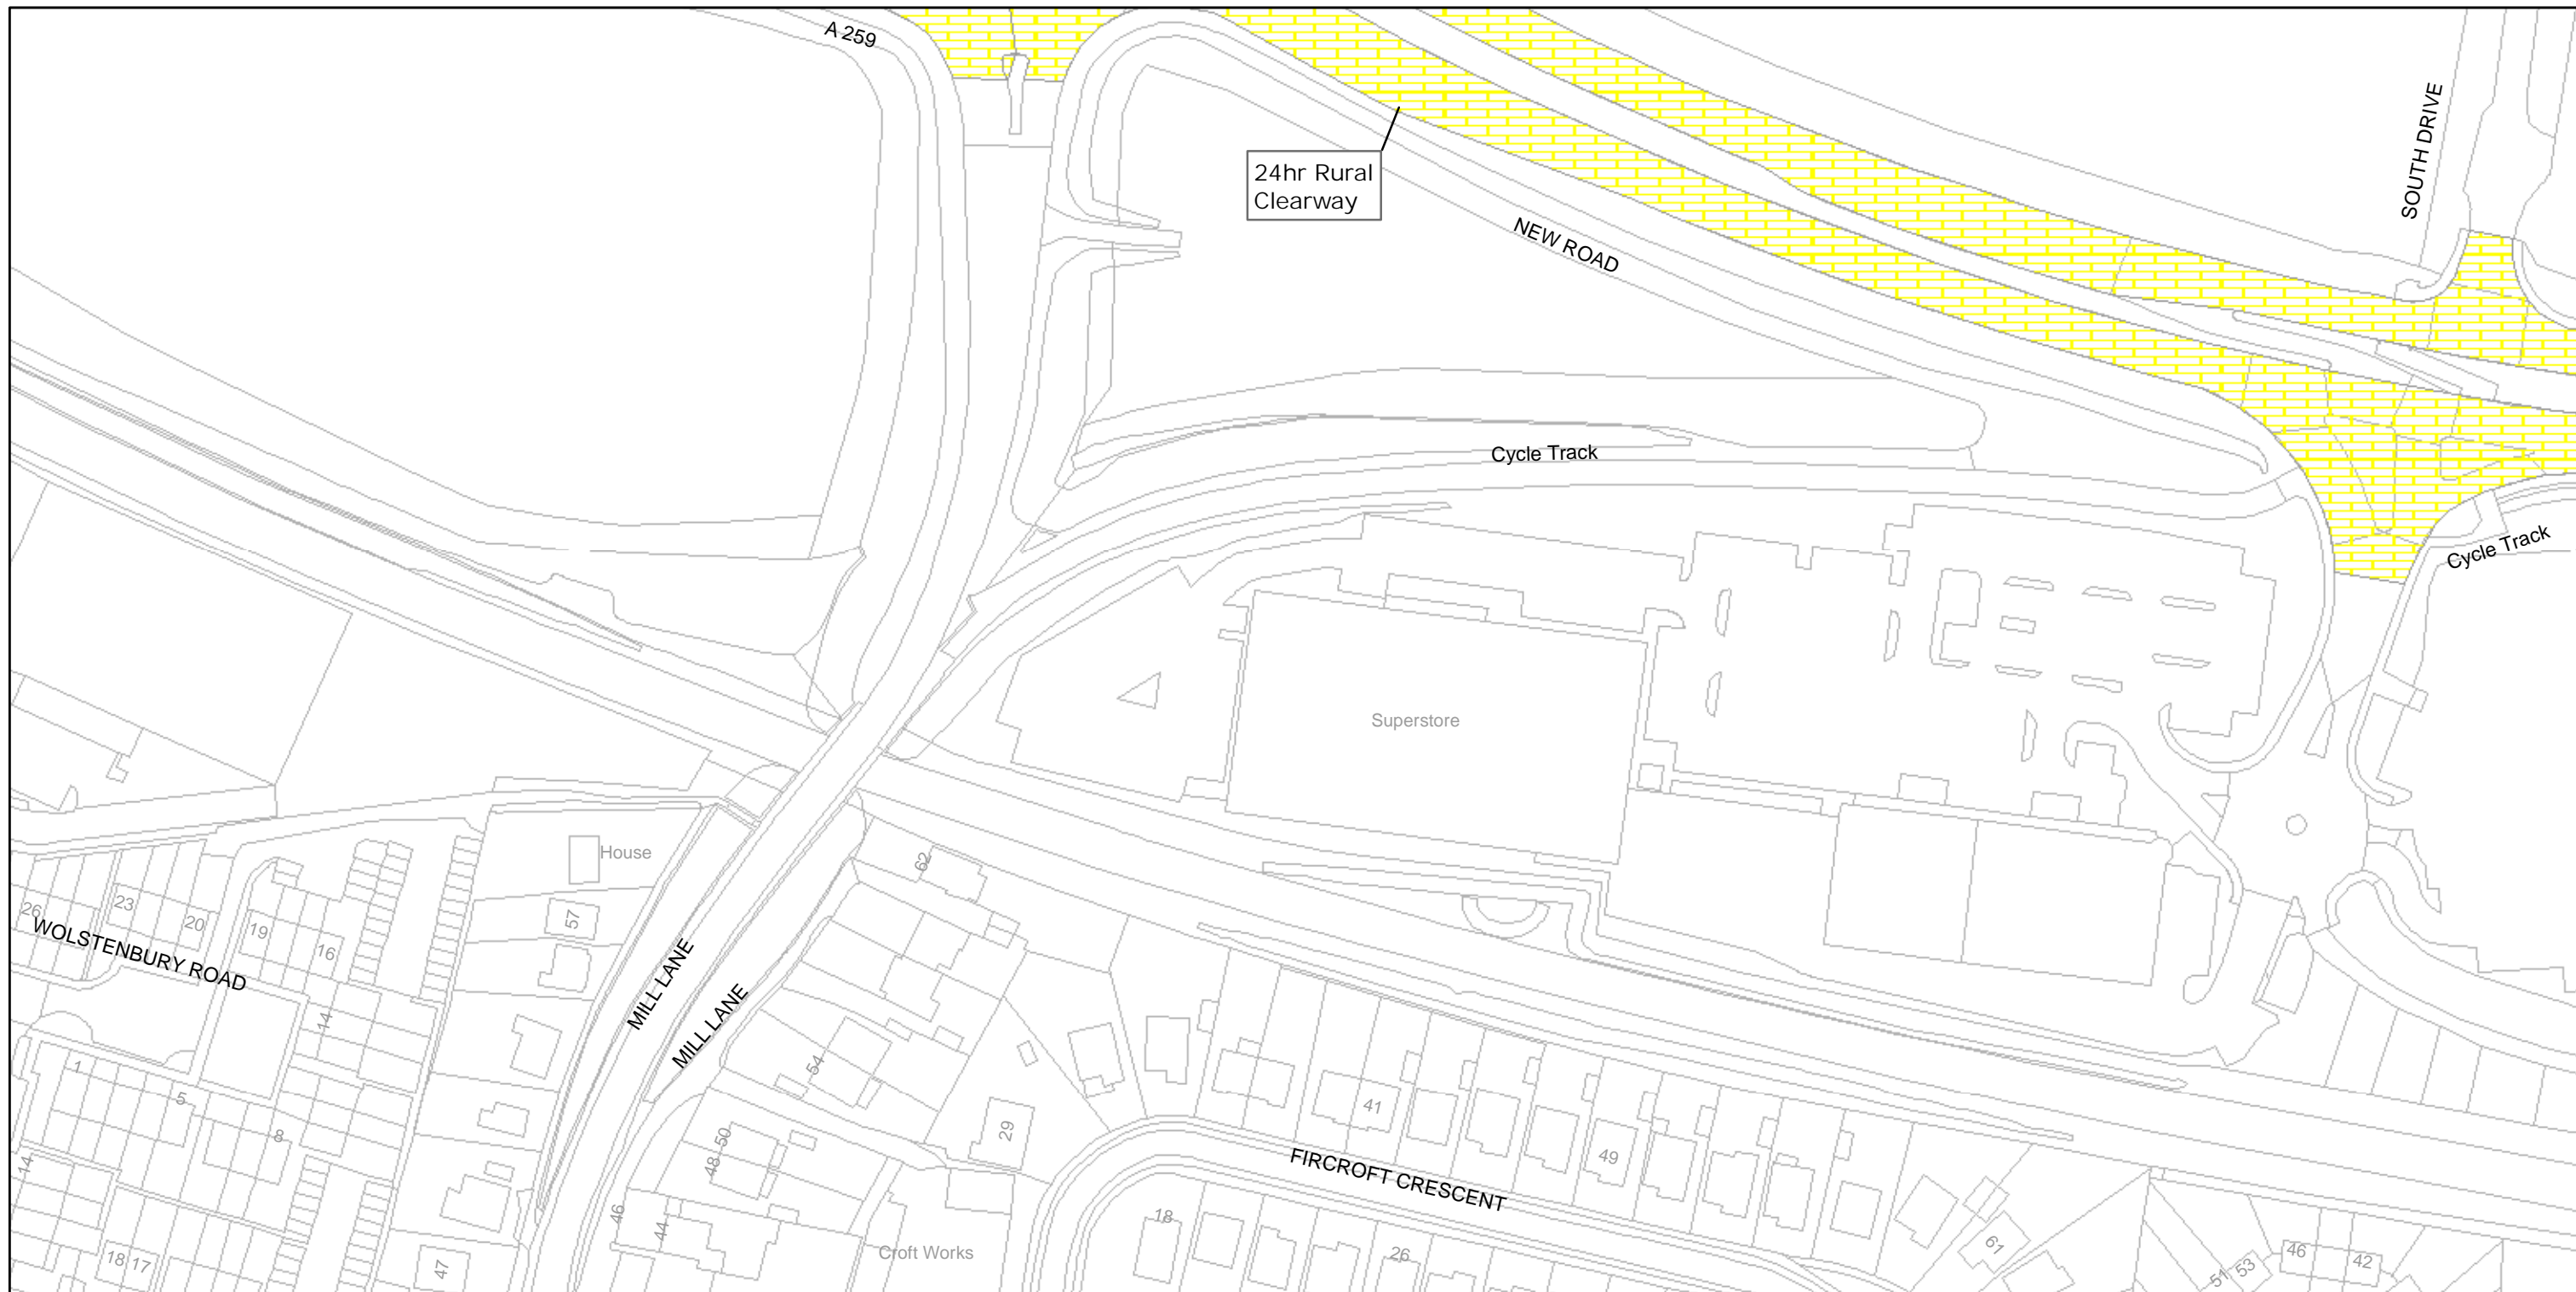 A 259
SOUTH DRIVE
24hr Rural
Clearway
NEW ROAD
Cycle Track
Cycle Track
Superstore
House
62
26
23
20
19
16
57
WOLSTENBURY ROAD
MILL LANE
MILL LANE
14
54
1
5
8
41
29
50
48
49
14
FIRCROFT CRESCENT
46
44
18
Croft Works
26
61
46
42
18
17
47
51
53